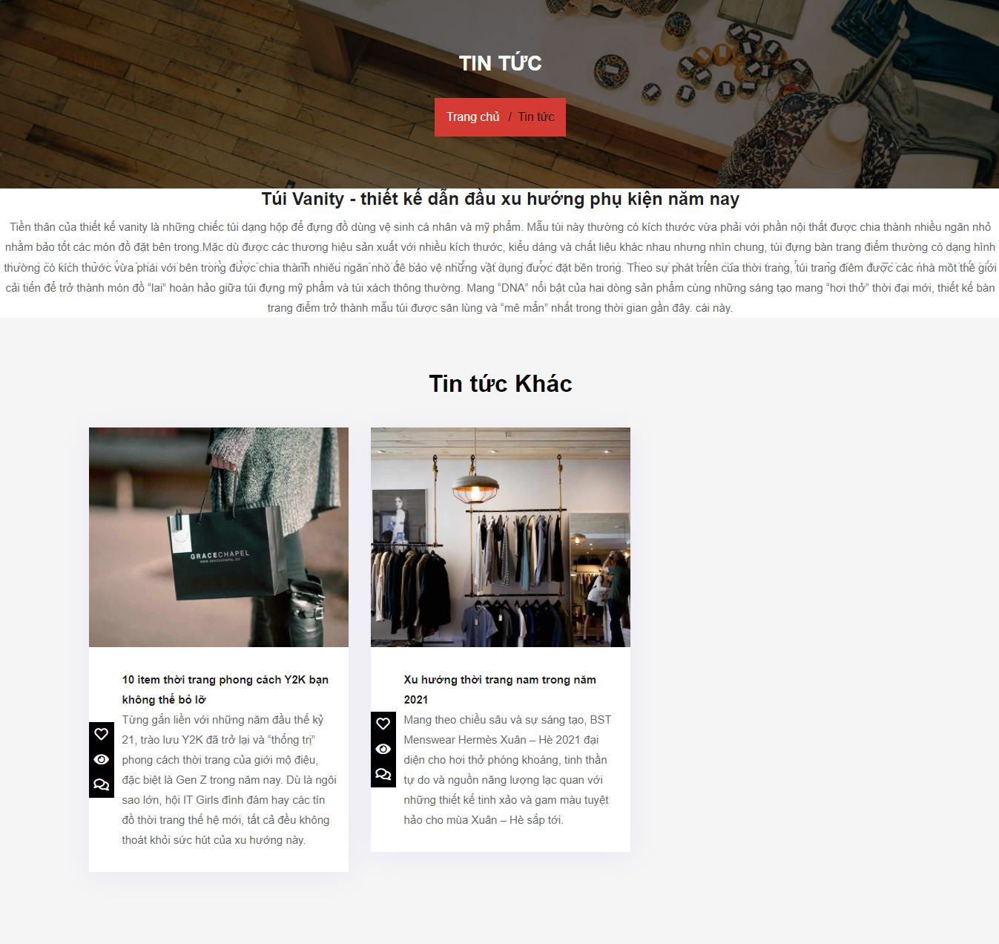 TIN TỨC
Trang chủ / Tin tức
Túi Vanity - thiết kế dẫn đầu xu hướng phụ kiện năm nay
Tiền thân của thiết kế vanity là những chiếc túi dạng hộp để đựng đồ dùng vệ sinh cá nhân và mỹ phẩm. Mẫu túi này thường có kích thước vừa phải với phần nội thất được chia thành nhiều ngăn nhỏ
nhằm bảo tốt các món đồ đặt bên trong.Mặc dù được các thương hiệu sản xuất với nhiều kích thước, kiểu dáng và chất liệu khác nhau nhưng nhìn chung, túi đựng bàn trang điểm thường có dạng hình
thường có kích thước vừa phải với bên trong được chia thành nhiều ngăn nhỏ để bảo vệ những vật dụng được đặt bên trong. Theo sự phát triển của thời trang, túi trang điểm được các nhà mốt thế giới
cải tiến để trở thành món đồ “lai” hoàn hảo giữa túi đựng mỹ phẩm và túi xách thông thường. Mang “DNA” nổi bật của hai dòng sản phẩm cùng những sáng tạo mang “hơi thở” thời đại mới, thiết kế bàn
trang điểm trở thành mẫu túi được săn lùng và “mê mẩn” nhất trong thời gian gần đây. cái này.
Tin tức Khác
GRACECHAPEL
10 item thời trang phong cách Y2K bạn
không thể bỏ lỡ
Từng gắn liền với những năm đầu thế kỷ
21, trào lưu Y2K đã trở lại và “thống trị”
phong cách thời trang của giới mộ điệu,
đặc biệt là Gen Z trong năm nay. Dù là ngôi
sao lớn, hội IT Girls đình đám hay các tín
đồ thời trang thế hệ mới, tất cả đều không
thoát khỏi sức hút của xu hướng này.
Xu hướng thời trang nam trong năm
2021
Mang theo chiều sâu và sự sáng tạo, BST
Menswear Hermès Xuân – Hè 2021 đại
diện cho hơi thở phóng khoáng, tinh thần
tự do và nguồn năng lượng lạc quan với
những thiết kế tinh xảo và gam màu tuyệt
hảo cho mùa Xuân – Hè sắp tới.